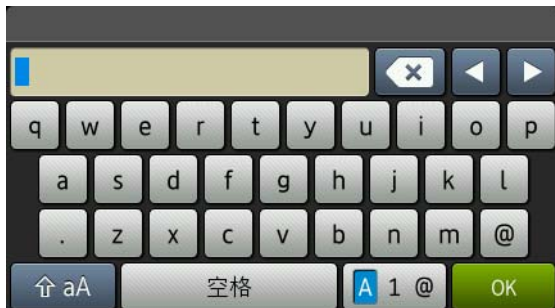 q w e r t y u i o p
a s d f g h j k l
. z x c v b n m @
aA 空格 A 1 @ OK